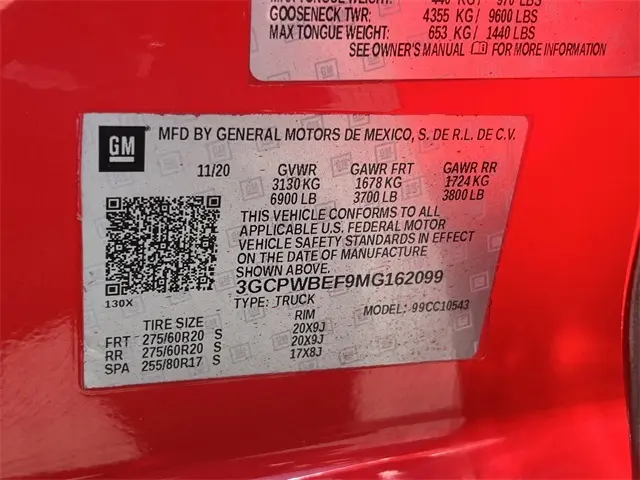 GOOSENECK TWR: 4355 KG / 9600 LBS
MAX TONGUE WEIGHT: 653 KG / 1440 LBS
SEE OWNER'S MANUAL FOR MORE INFORMATION
GM MFD BY GENERAL MOTORS DE MEXICO, S. DE R.L. DE C.V.
11/20 GVWR GAWR FRT GAWR RR
3130 KG 1678 KG 1724 KG
6900 LB 3700 LB 3800 LB
THIS VEHICLE CONFORMS TO ALL
APPLICABLE U.S. FEDERAL MOTOR
VEHICLE SAFETY STANDARDS IN EFFECT
ON THE DATE OF MANUFACTURE
SHOWN ABOVE.
3GCPWBEF9MG162099
130X
TYPE: TRUCK MODEL: 99CC10543
TIRE SIZE RIM
FRT 275/60R20 S 20X9J
RR 275/60R20 S 20X9J
SPA 255/80R17 S 17X8J